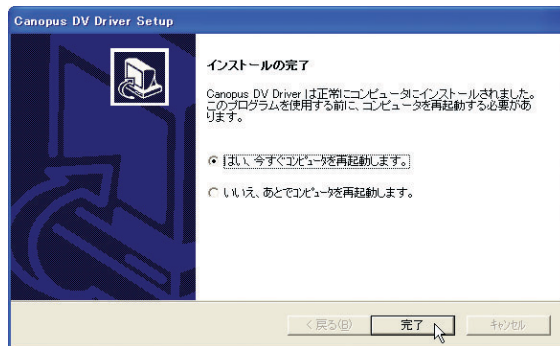 Canopus DV Driver Setup
インストールの完了
Canopus DV Driver は正常にコンピュータにインストールされました。
このプログラムを使用する前に、コンピュータを再起動する必要があ
ります。
はい、今すぐコンピュータを再起動します。
いいえ、あとでコンピュータを再起動します。
< 戻る(B) 完了 キャンセル